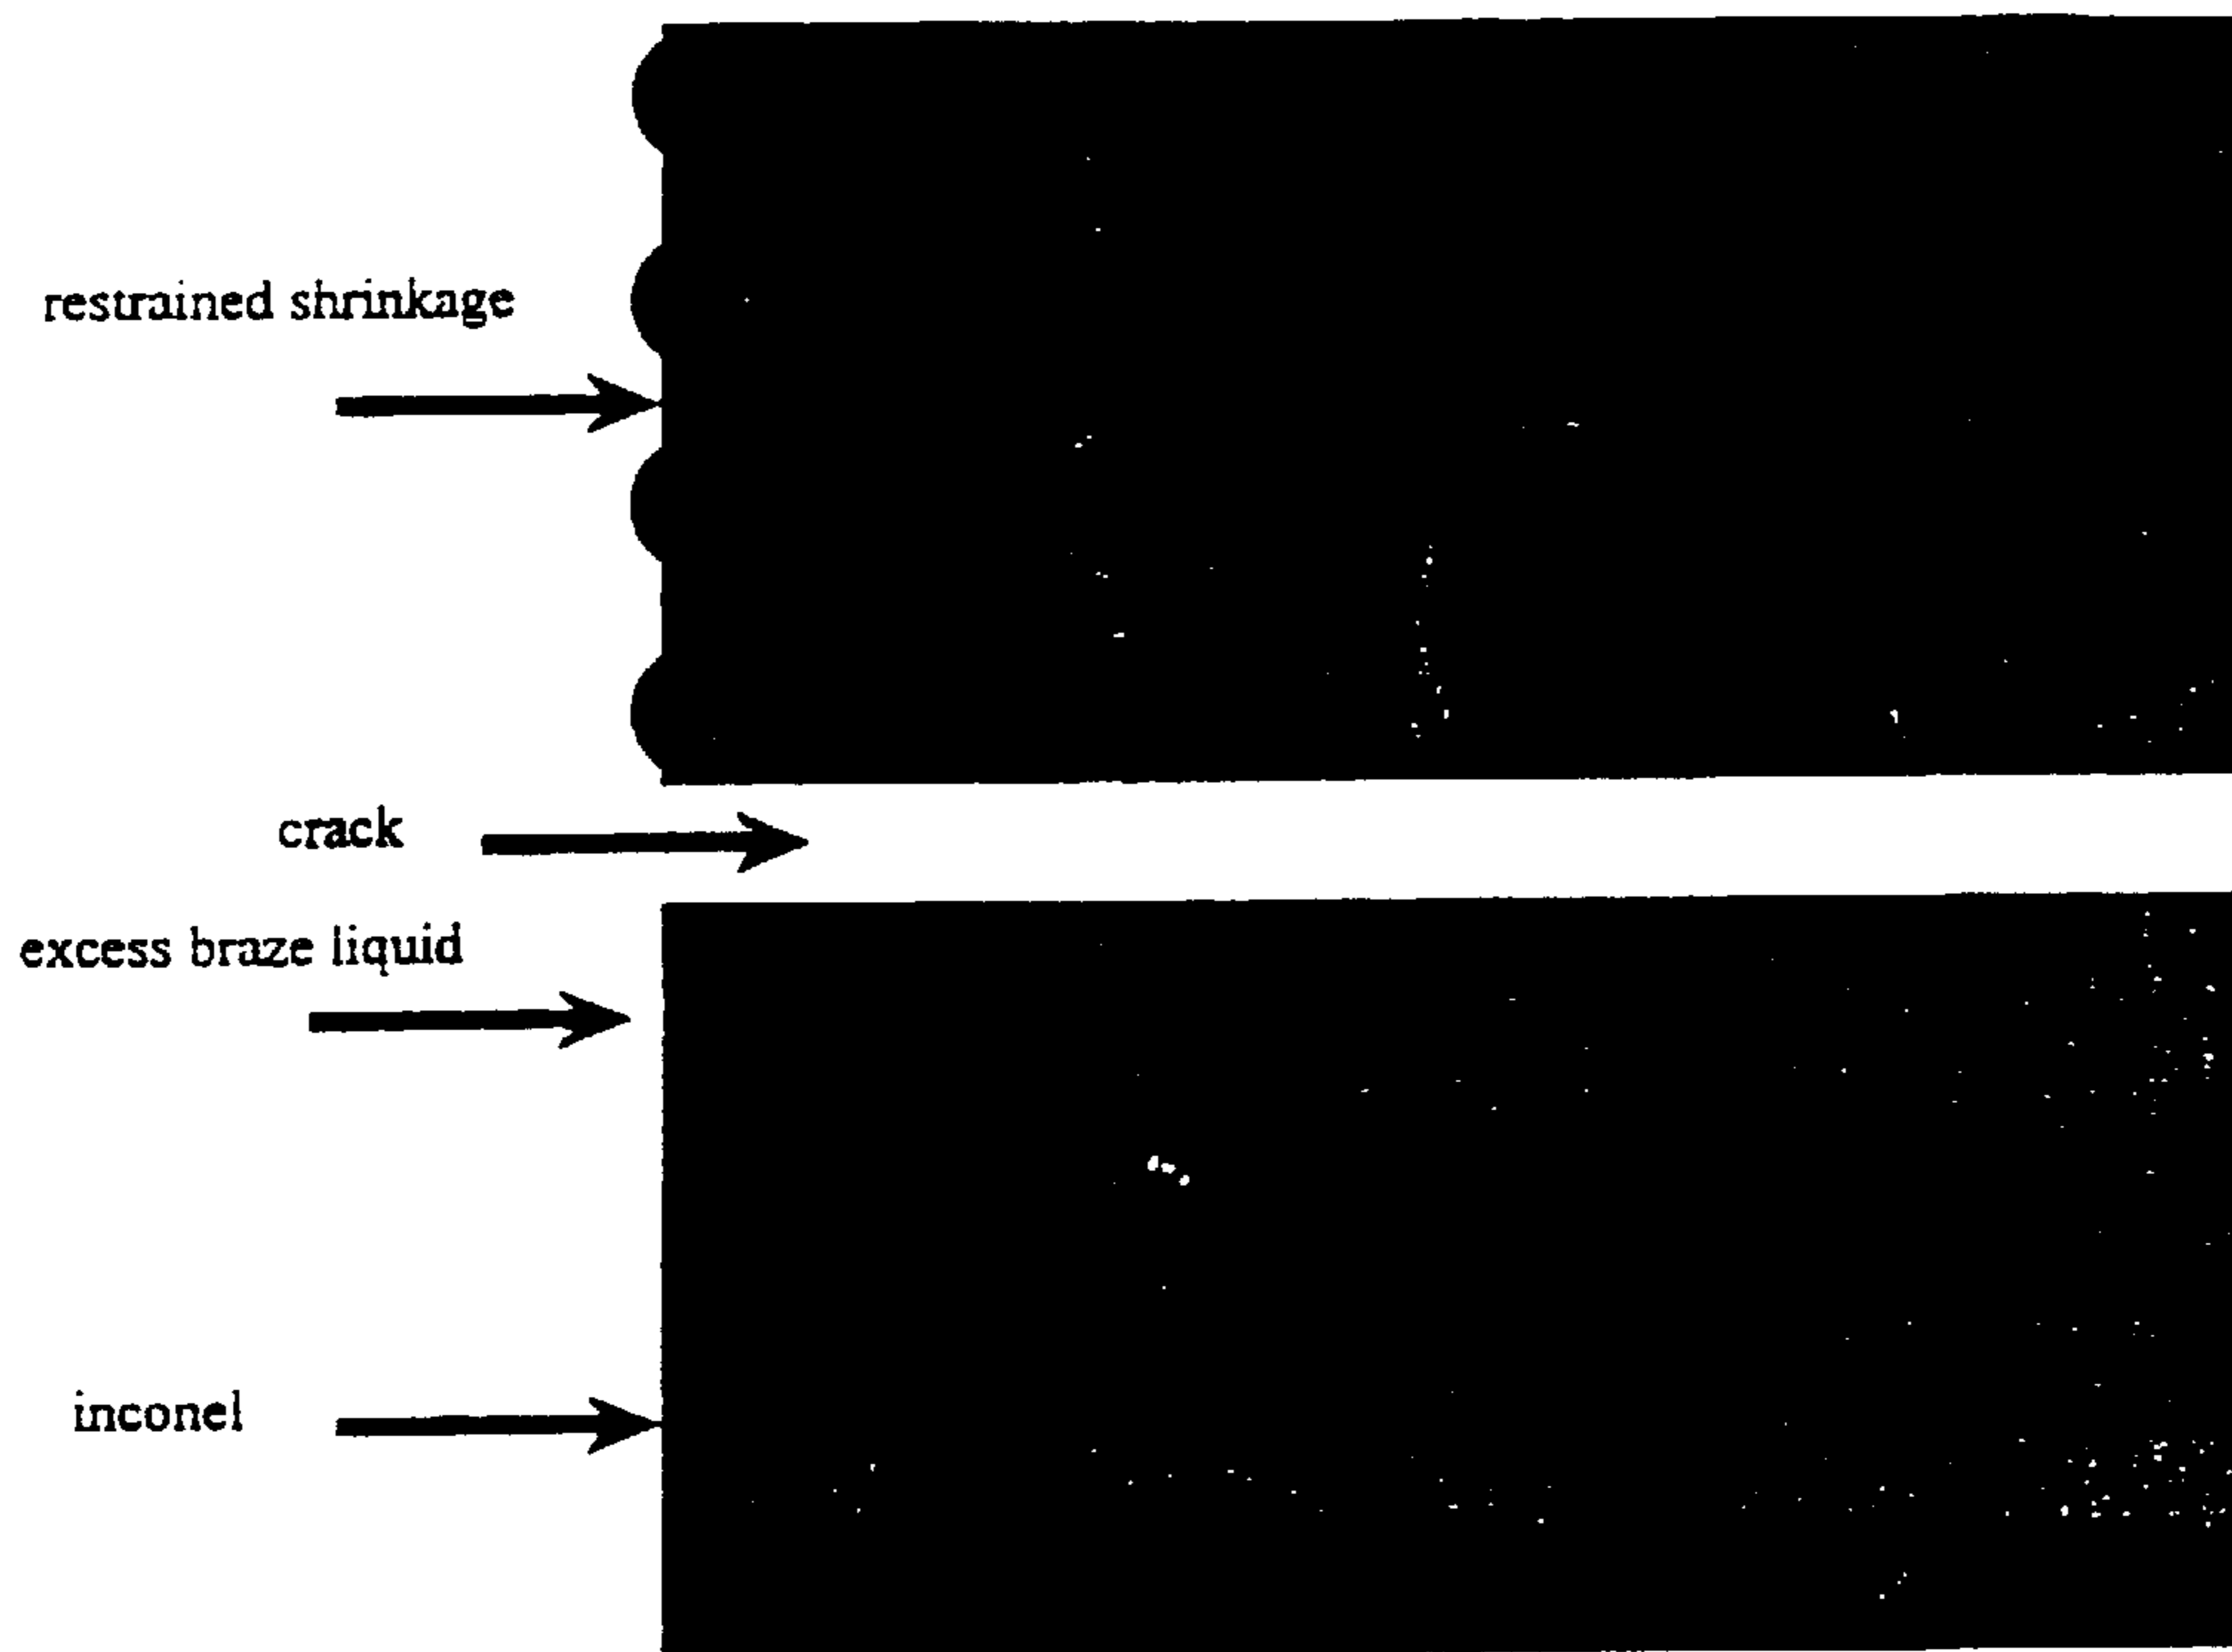 restrained shrinkage
crack
excess braze liquid
inconel